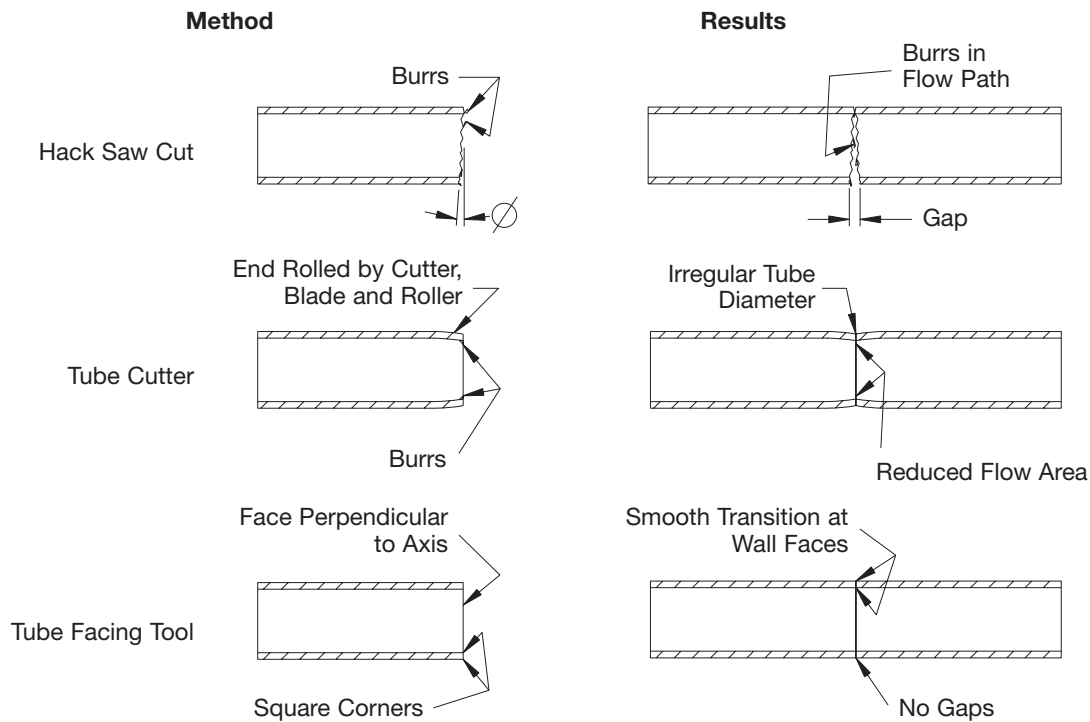 Method
Results
Burrs
Burrs in
Flow Path
Hack Saw Cut
Gap
End Rolled by Cutter,
Blade and Roller
Irregular Tube
Diameter
Tube Cutter
Burrs
Reduced Flow Area
Face Perpendicular
to Axis
Smooth Transition at
Wall Faces
Tube Facing Tool
Square Corners
No Gaps